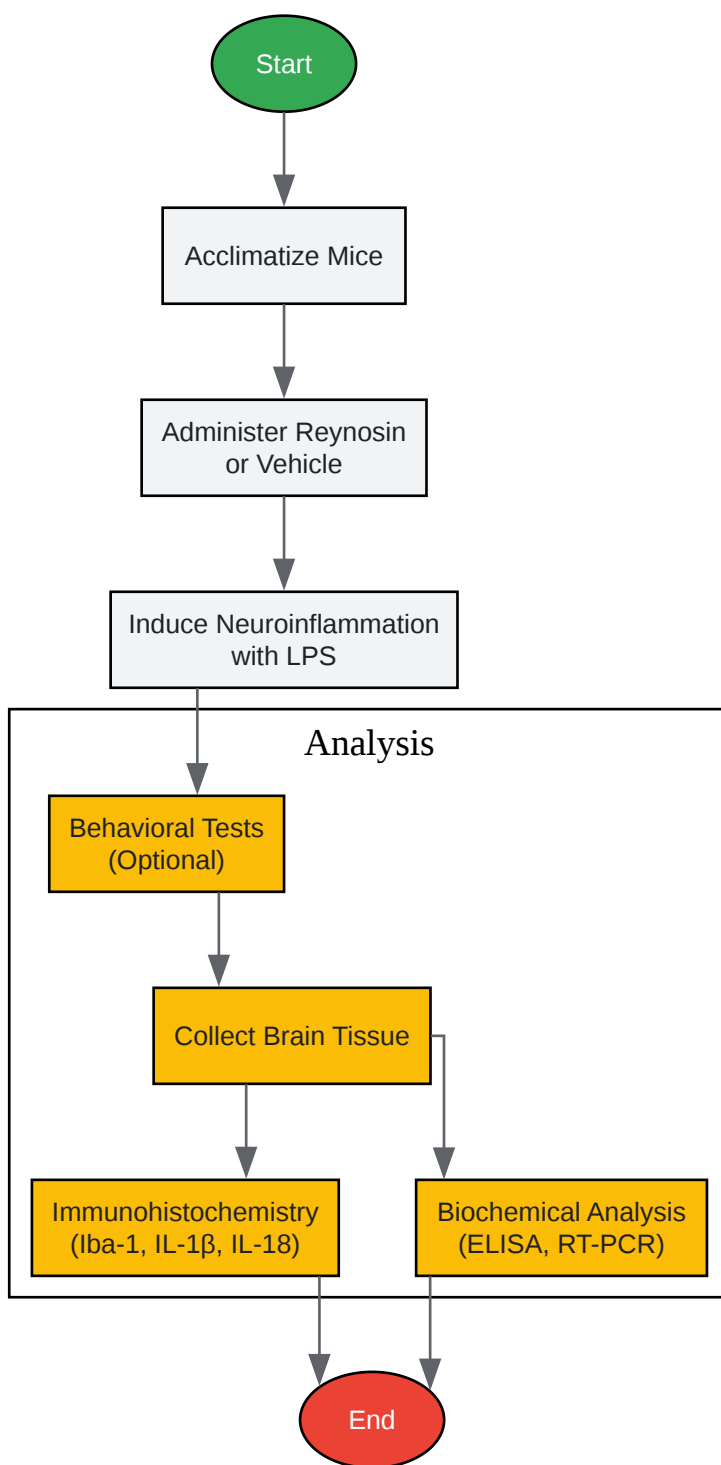 Start
Acclimatize Mice
Administer Reynosin
or Vehicle
Induce Neuroinflammation
with LPS
Analysis
Behavioral Tests
(Optional)
Collect Brain Tissue
Immunohistochemistry
(Iba-1, IL-1β, IL-18)
Biochemical Analysis
(ELISA, RT-PCR)
End